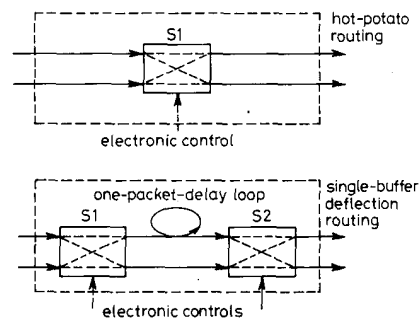 hot-potato
routing
S1
electronic control
one-packet-delay loop
single-buffer
deflection
routing
S1
S2
electronic controls